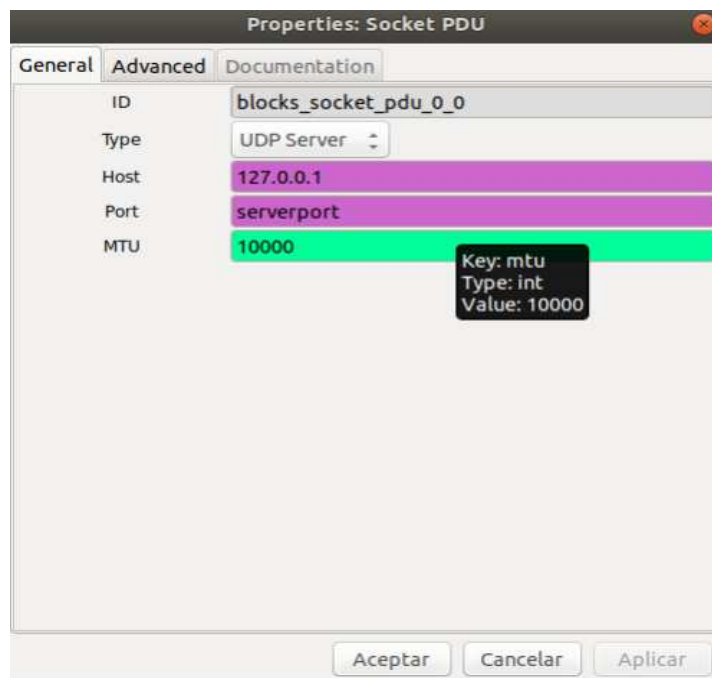 Properties: Socket PDU
General Advanced Documentation
ID blocks_socket_pdu_0_0
Type UDP Server
Host 127.0.0.1
Port serverport
MTU 10000
Key: mtu
Type: int
Value: 10000
Aceptar Cancelar Aplicar